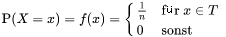 P(X = x) = f(x) = { 1/n für x ∈ T
0 sonst